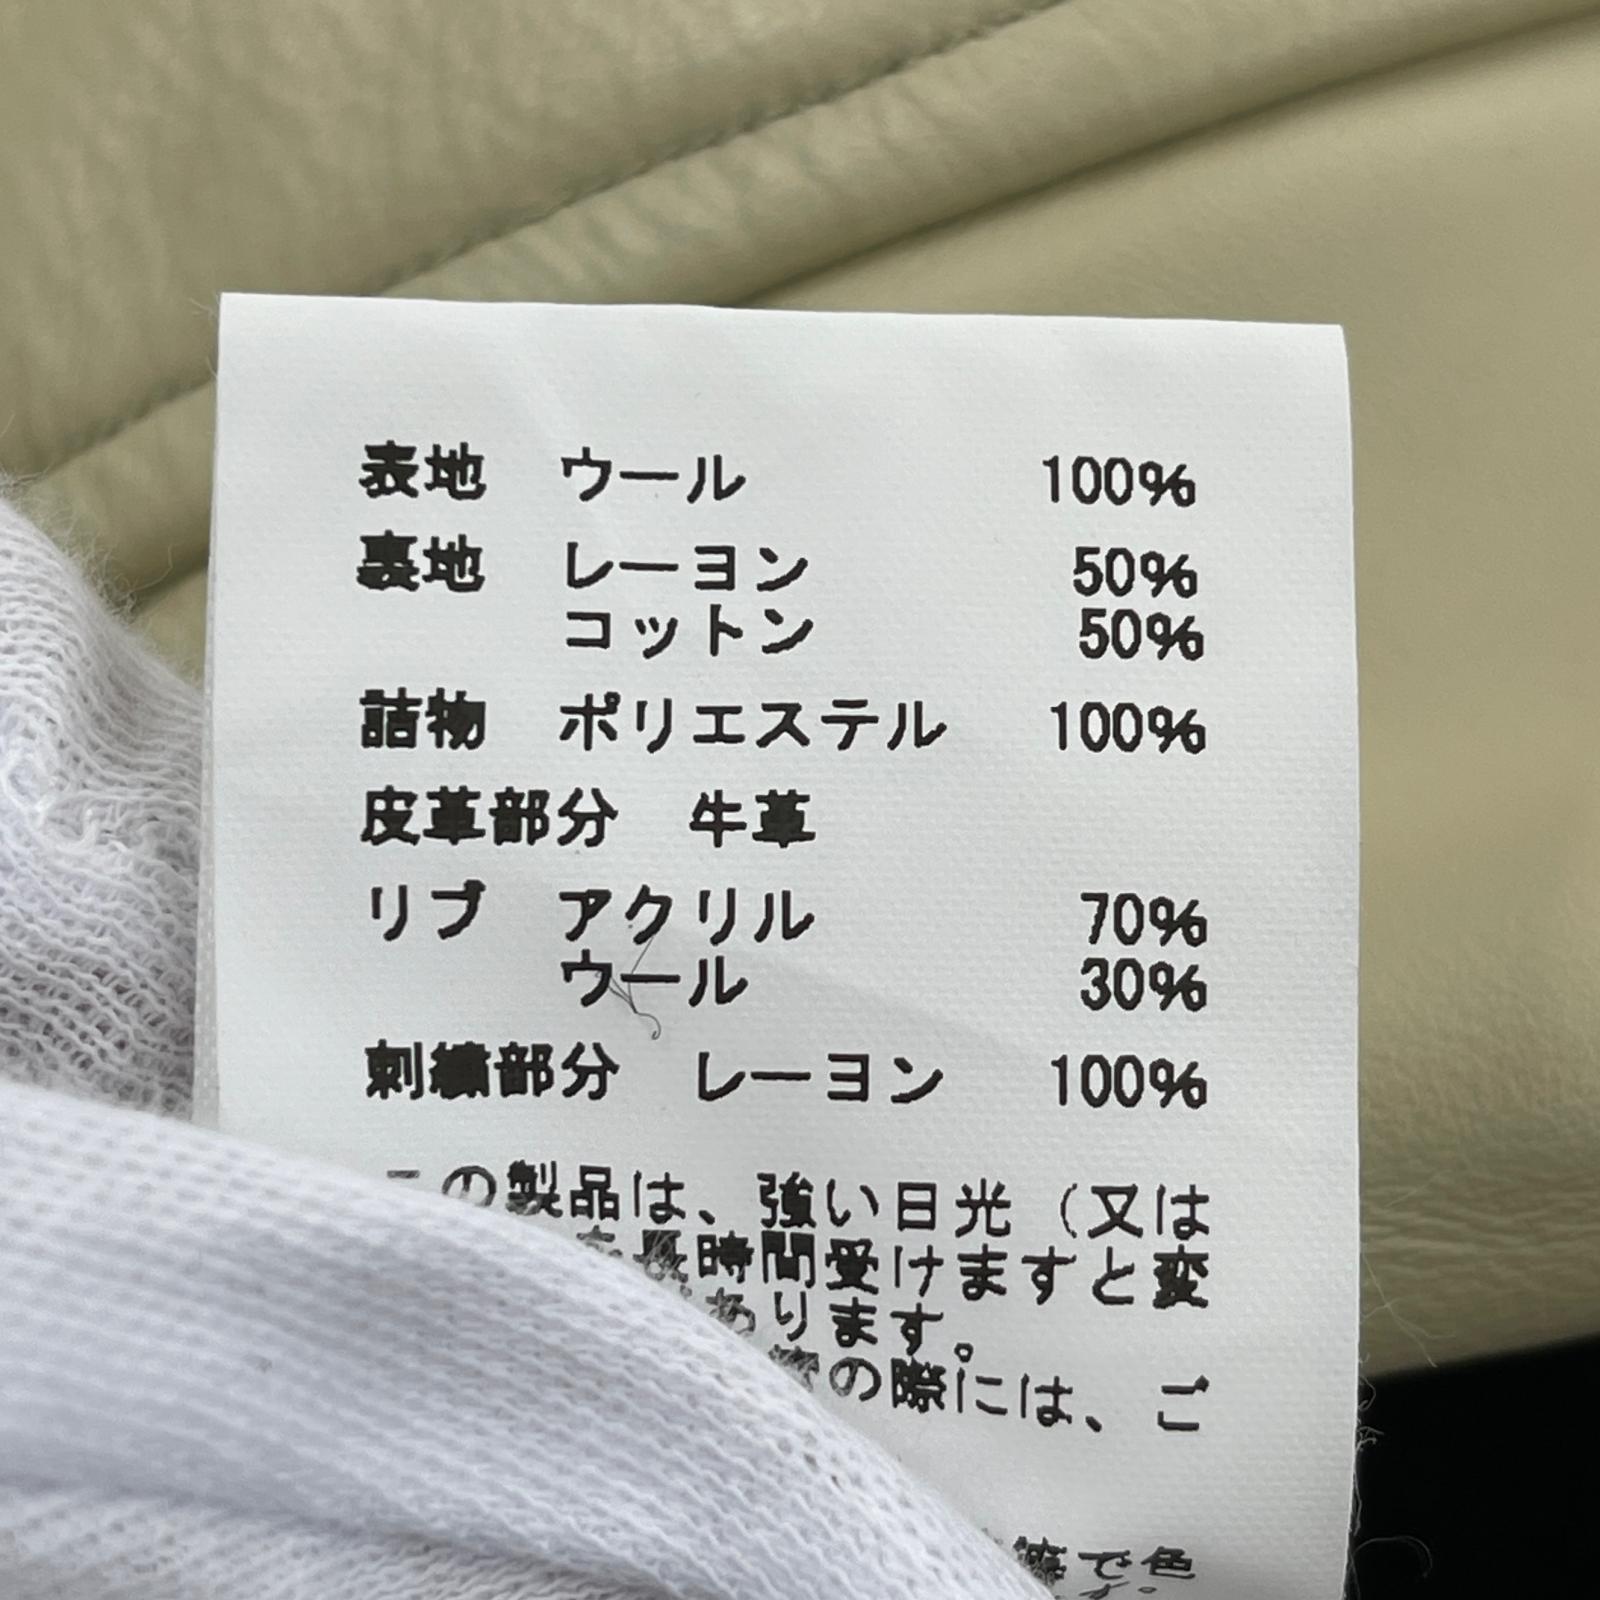 表地 ウール 100%
裏地 レーヨン 50%
コットン 50%
詰物 ポリエステル 100%
皮革部分 牛革
リブ アクリル 70%
ウール 30%
刺繍部分 レーヨン 100%
この製品は、強い日光（又は
長時間受けますと変
あります。
の際には、ご
で色